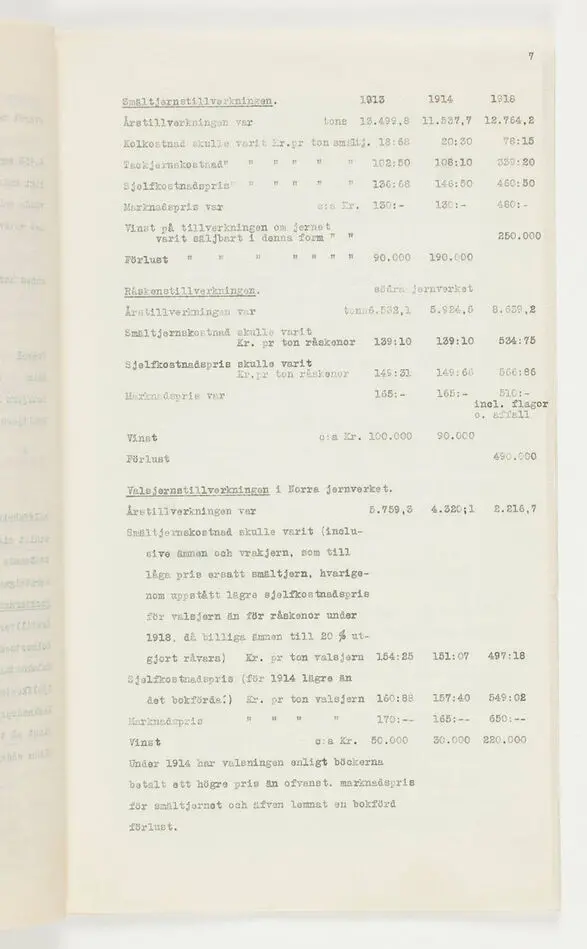 7
Smältjernstillverkningen. 1913 1914 1918
Årstillverkningen var tons 13.499,8 11.537,7 12.764,2
Kolkostnad skulle varit Kr.pr ton smältj. 18:68 20:30 78:15
Tackjernskostnad" " " " " " 102:50 108:10 339:20
Sjelfkostnadspris" " " " " " 136:68 146:50 460:50
Marknadspris var c:a Kr. 130:- 130:- 480:-
Vinst på tillverkningen om jernet
varit säljbart i denna form " " 250.000
Förlust " " " " " " " 90.000 190.000
Råskenstillverkningen. södra jernverket
Årstillverkningen var tons 6.532,1 5.924,5 8.639,2
Smältjernskostnad skulle varit
Kr. pr ton råskenor 139:10 139:10 534:75
Sjelfkostnadspris skulle varit
Kr.pr ton råskenor 149:31 149:66 566:86
Marknadspris var 165:- 165:- 510:-
incl. flagor
o. affall
Vinst c:a Kr. 100.000 90.000
Förlust 490.000
Valsjernstillverkningen i Norra jernverket.
Årstillverkningen var 5.759,3 4.320;1 2.216,7
Smältjernskostnad skulle varit (inclu-
sive ämnen och vrakjern, som till
låga pris ersatt smältjern, hvarige-
nom uppstått lägre sjelfkostnadspris
för valsjern än för råskenor under
1918, då billiga ämnen till 20 % ut-
gjort råvara) Kr. pr ton valsjern 154:25 151:07 497:18
Sjelfkostnadspris (för 1914 lägre än
det bokförda!) Kr. pr ton valsjern 160:88 157:40 549:02
Marknadspris " " " " 170:-- 165:-- 650:--
Vinst c:a Kr. 50.000 30.000 220.000
Under 1914 har valsningen enligt böckerna
betalt ett högre pris än ofvanst. marknadspris
för smältjernet och äfven lemnat en bokförd
förlust.